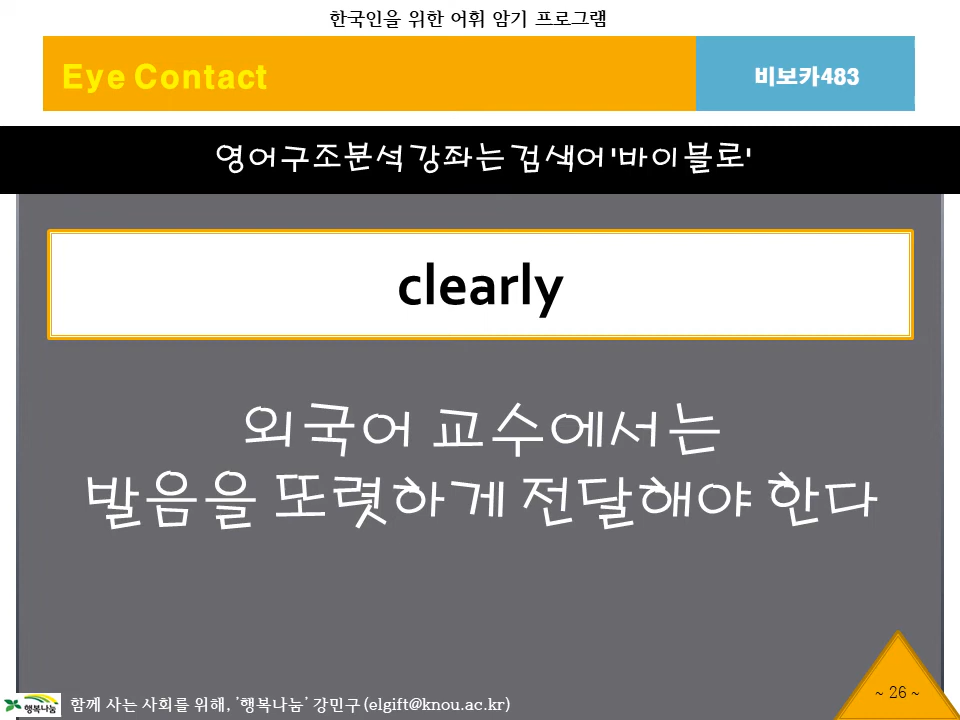 한국인을 위한 어휘 암기 프로그램
Eye Contact
비보카483
영어구조분석 강좌는 검색어 '바이블로'
clearly
외국어 교수에서는
발음을 또렷하게 전달해야 한다
~ 26 ~
행복나눔
함께 사는 사회를 위해, '행복나눔' 강민구 (elgift@knou.ac.kr)